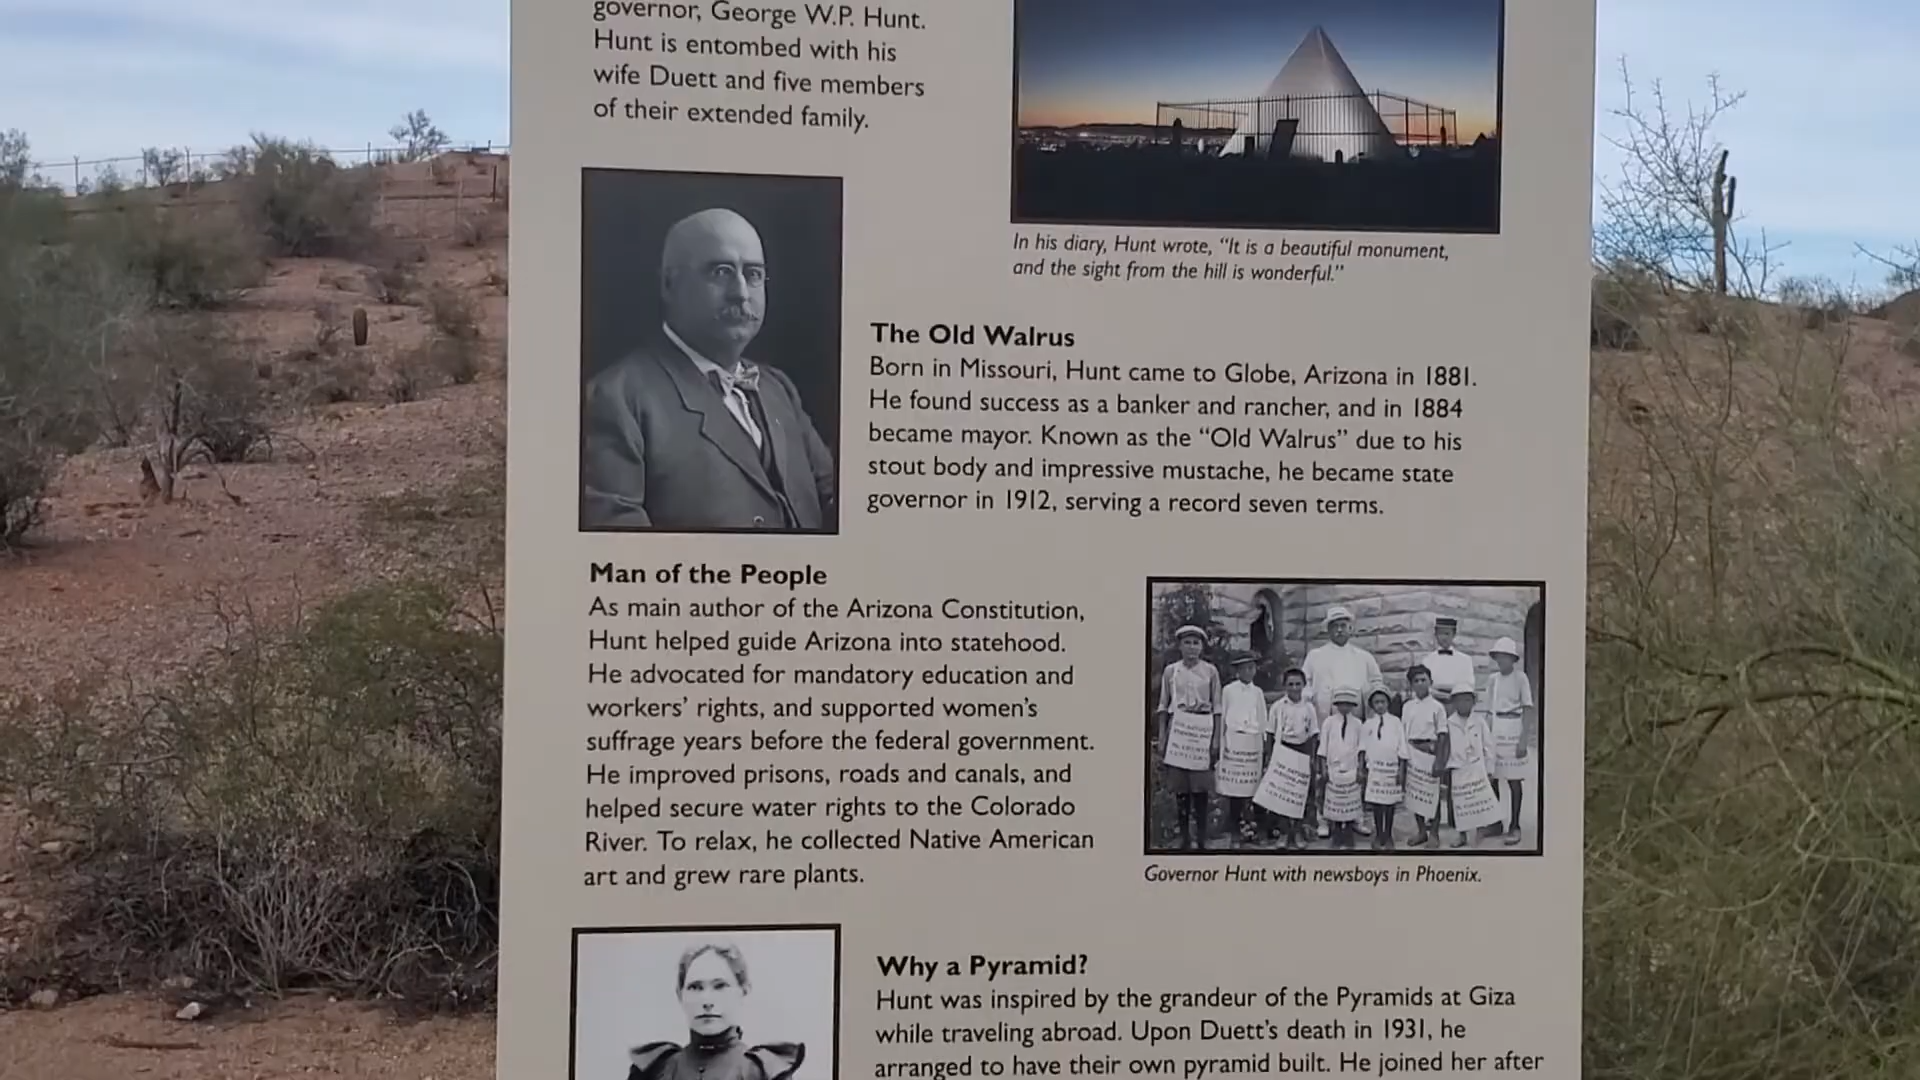 governor, George W.P. Hunt.
Hunt is entombed with his
wife Duett and five members
of their extended family.
In his diary, Hunt wrote, “It is a beautiful monument,
and the sight from the hill is wonderful.”
The Old Walrus
Born in Missouri, Hunt came to Globe, Arizona in 1881.
He found success as a banker and rancher, and in 1884
became mayor. Known as the “Old Walrus” due to his
stout body and impressive mustache, he became state
governor in 1912, serving a record seven terms.
Man of the People
As main author of the Arizona Constitution,
Hunt helped guide Arizona into statehood.
He advocated for mandatory education and
workers’ rights, and supported women’s
suffrage years before the federal government.
He improved prisons, roads and canals, and
helped secure water rights to the Colorado
River. To relax, he collected Native American
art and grew rare plants.
Governor Hunt with newsboys in Phoenix.
Why a Pyramid?
Hunt was inspired by the grandeur of the Pyramids at Giza
while traveling abroad. Upon Duett’s death in 1931, he
arranged to have their own pyramid built. He joined her after